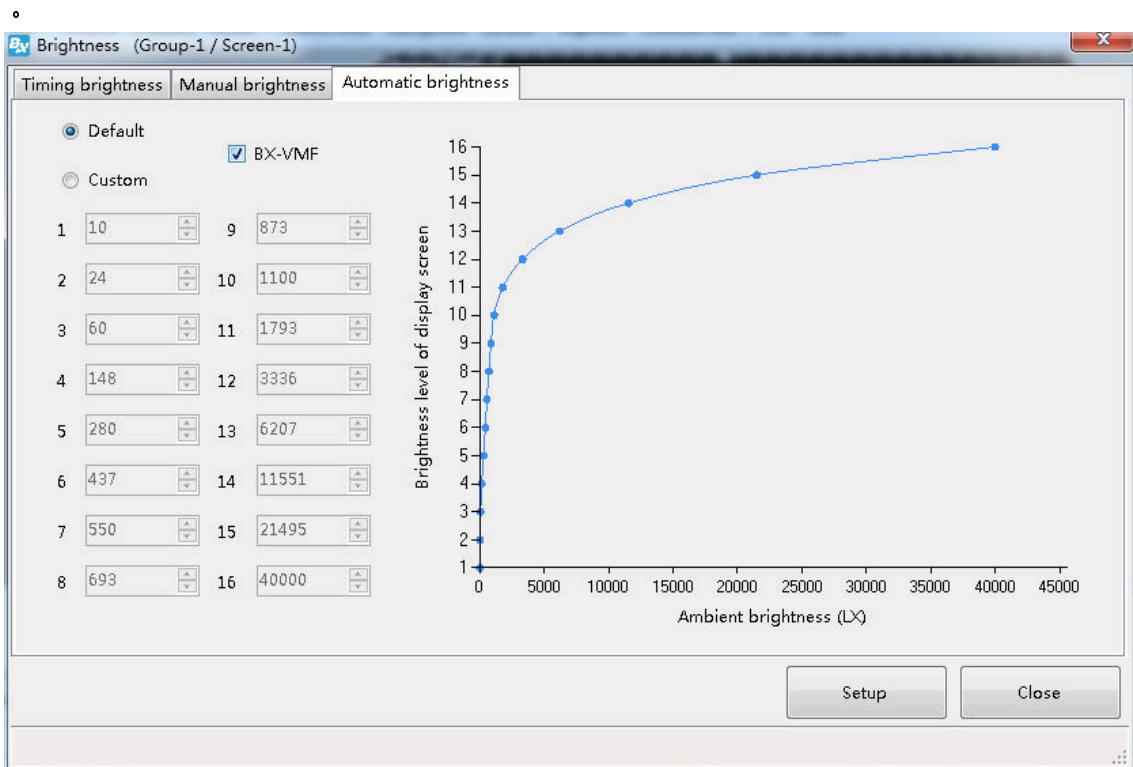 。
Bx Brightness (Group-1 / Screen-1)
Timing brightness Manual brightness Automatic brightness
Default
BX-VMF
Custom
1 10 9 873
2 24 10 1100
3 60 11 1793
4 148 12 3336
5 280 13 6207
6 437 14 11551
7 550 15 21495
8 693 16 40000
Brightness level of display screen
16
15
14
13
12
11
10
9
8
7
6
5
4
3
2
1
0 5000 10000 15000 20000 25000 30000 35000 40000 45000
Ambient brightness (LX)
Setup Close